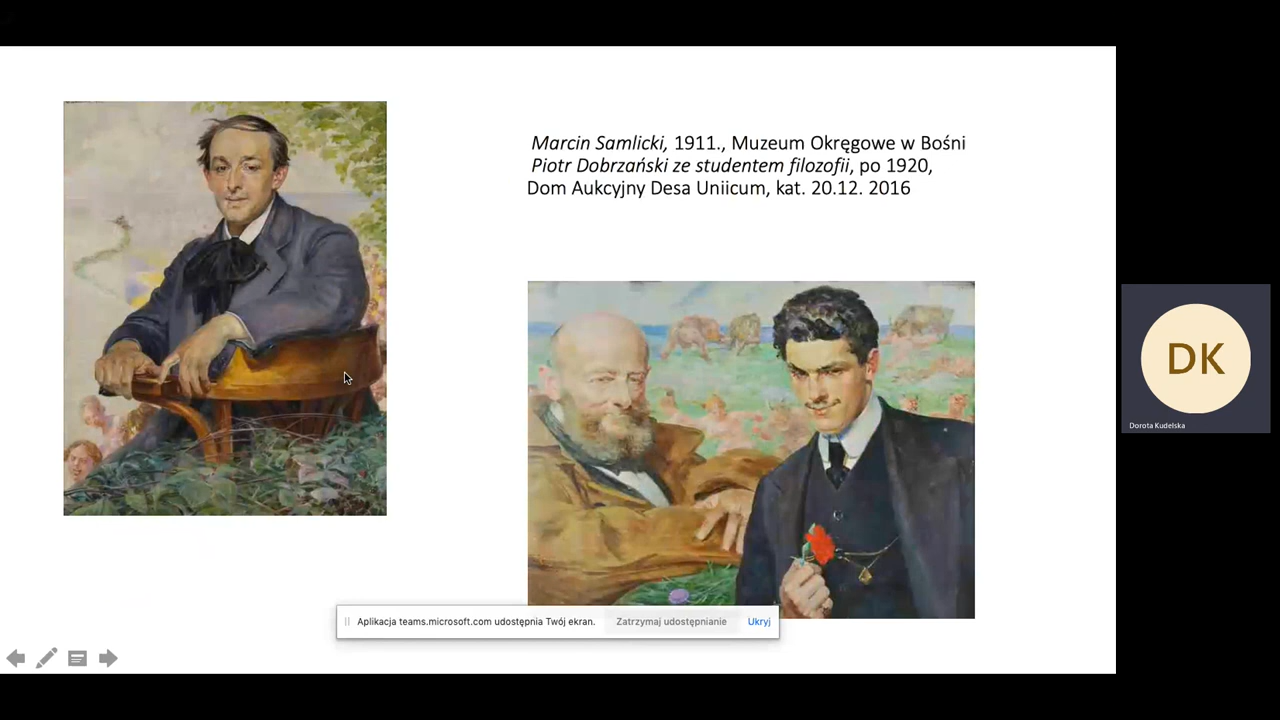 Marcin Samlicki, 1911., Muzeum Okręgowe w Bośni
Piotr Dobrzański ze studentem filozofii, po 1920,
Dom Aukcyjny Desa Uniicum, kat. 20.12. 2016
DK
Dorota Kudelska
Aplikacja teams.microsoft.com udostępnia Twój ekran.
Zatrzymaj udostępnianie
Ukryj